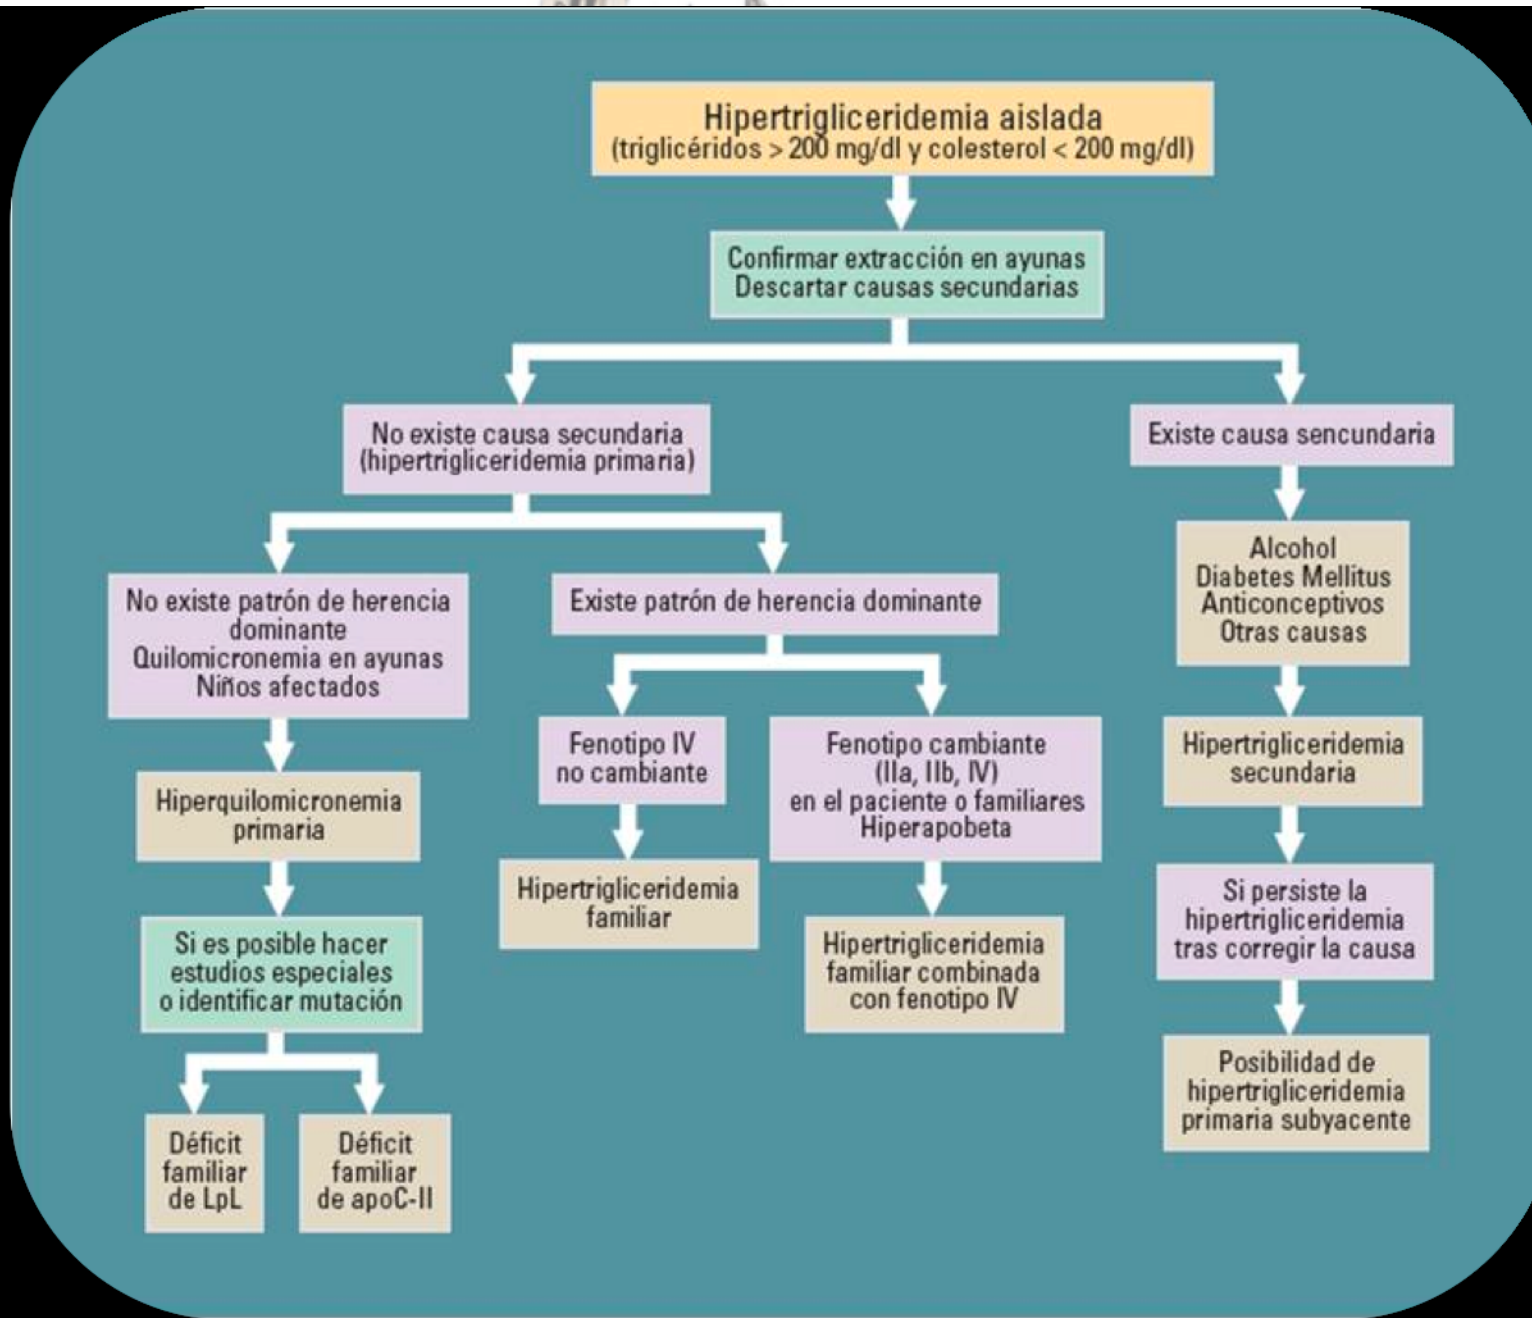 Hipertrigliceridemia aislada
(triglicéridos > 200 mg/dl y colesterol < 200 mg/dl)
Confirmar extracción en ayunas
Descartar causas secundarias
No existe causa secundaria
(hipertrigliceridemia primaria)
Existe causa sencundaria
No existe patrón de herencia
dominante
Quilomicronemia en ayunas
Niños afectados
Existe patrón de herencia dominante
Alcohol
Diabetes Mellitus
Anticonceptivos
Otras causas
Fenotipo IV
no cambiante
Fenotipo cambiante
(IIa, IIb, IV)
en el paciente o familiares
Hiperapobeta
Hipertrigliceridemia
secundaria
Hiperquilomicronemia
primaria
Hipertrigliceridemia
familiar
Si persiste la
hipertrigliceridemia
tras corregir la causa
Si es posible hacer
estudios especiales
o identificar mutación
Hipertrigliceridemia
familiar combinada
con fenotipo IV
Posibilidad de
hipertrigliceridemia
primaria subyacente
Déficit
familiar
de LpL
Déficit
familiar
de apoC-II